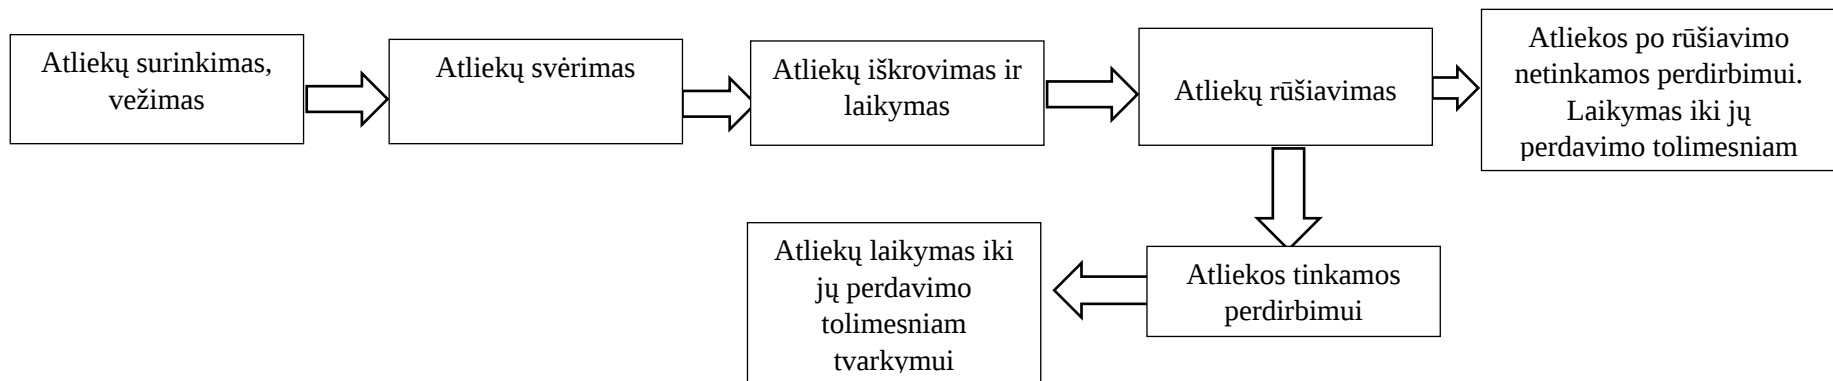 Atliekų surinkimas,
vežimas
Atliekų svėrimas
Atliekų iškrovimas ir
laikymas
Atliekų rūšiavimas
Atliekos po rūšiavimo
netinkamos perdirbimui.
Laikymas iki jų
perdavimo tolimesniam
Atliekos tinkamos
perdirbimui
Atliekų laikymas iki
jų perdavimo
tolimesniam
tvarkymui